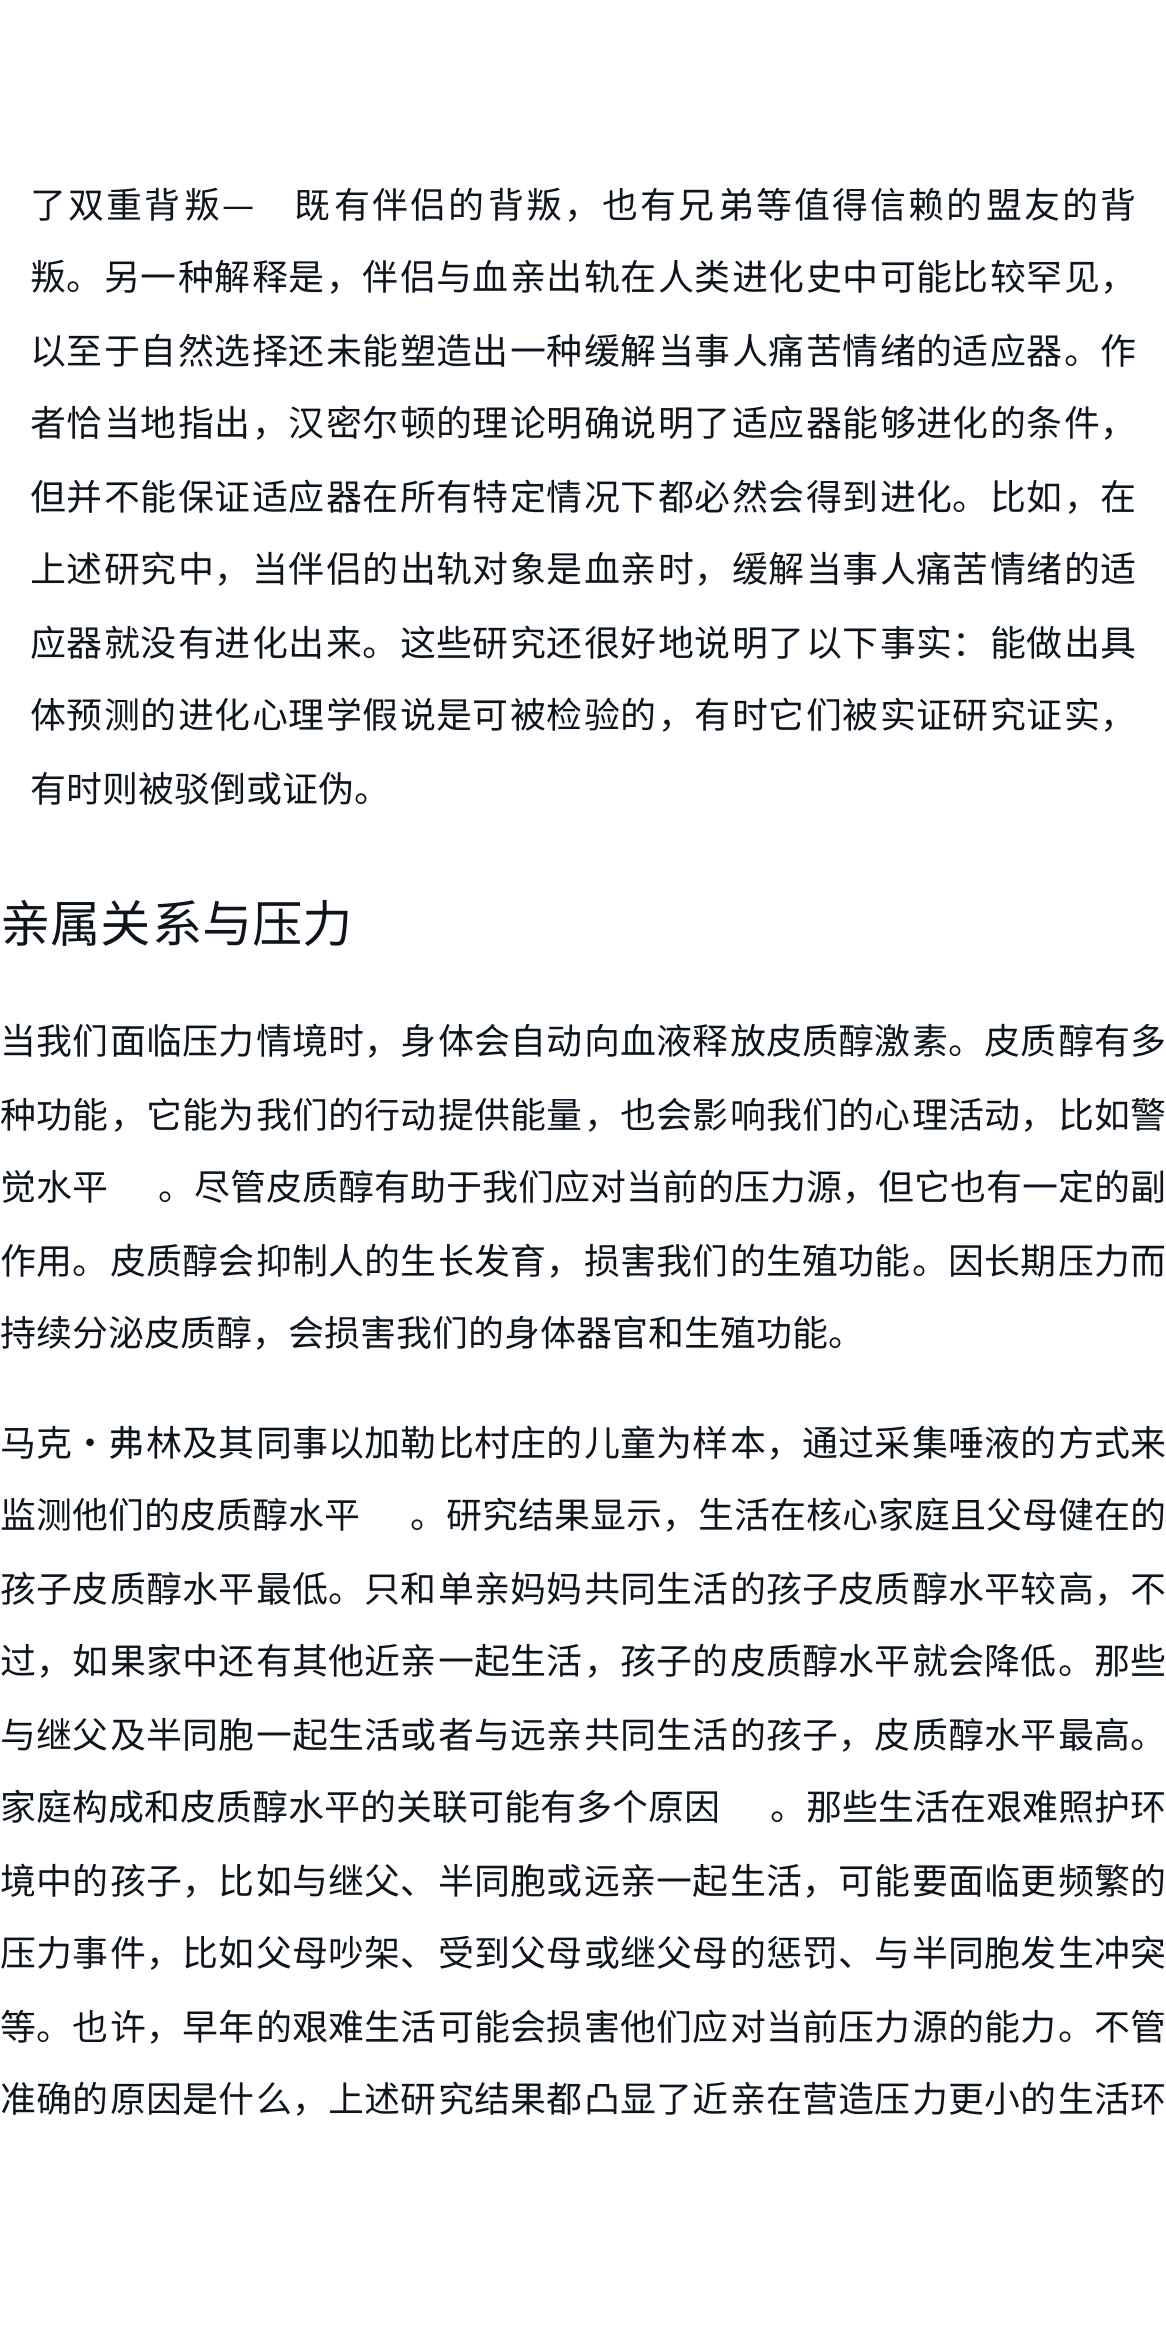 了双重背叛— 既有伴侣的背叛，也有兄弟等值得信赖的盟友的背
叛。另一种解释是，伴侣与血亲出轨在人类进化史中可能比较罕见，
以至于自然选择还未能塑造出一种缓解当事人痛苦情绪的适应器。作
者恰当地指出，汉密尔顿的理论明确说明了适应器能够进化的条件，
但并不能保证适应器在所有特定情况下都必然会得到进化。比如，在
上述研究中，当伴侣的出轨对象是血亲时，缓解当事人痛苦情绪的适
应器就没有进化出来。这些研究还很好地说明了以下事实：能做出具
体预测的进化心理学假说是可被检验的，有时它们被实证研究证实，
有时则被驳倒或证伪。
亲属关系与压力
当我们面临压力情境时，身体会自动向血液释放皮质醇激素。皮质醇有多
种功能，它能为我们的行动提供能量，也会影响我们的心理活动，比如警
觉水平 。尽管皮质醇有助于我们应对当前的压力源，但它也有一定的副
作用。皮质醇会抑制人的生长发育，损害我们的生殖功能。因长期压力而
持续分泌皮质醇，会损害我们的身体器官和生殖功能。
马克·弗林及其同事以加勒比村庄的儿童为样本，通过采集唾液的方式来
监测他们的皮质醇水平 。研究结果显示，生活在核心家庭且父母健在的
孩子皮质醇水平最低。只和单亲妈妈共同生活的孩子皮质醇水平较高，不
过，如果家中还有其他近亲一起生活，孩子的皮质醇水平就会降低。那些
与继父及半同胞一起生活或者与远亲共同生活的孩子，皮质醇水平最高。
家庭构成和皮质醇水平的关联可能有多个原因 。那些生活在艰难照护环
境中的孩子，比如与继父、半同胞或远亲一起生活，可能要面临更频繁的
压力事件，比如父母吵架、受到父母或继父母的惩罚、与半同胞发生冲突
等。也许，早年的艰难生活可能会损害他们应对当前压力源的能力。不管
准确的原因是什么，上述研究结果都凸显了近亲在营造压力更小的生活环